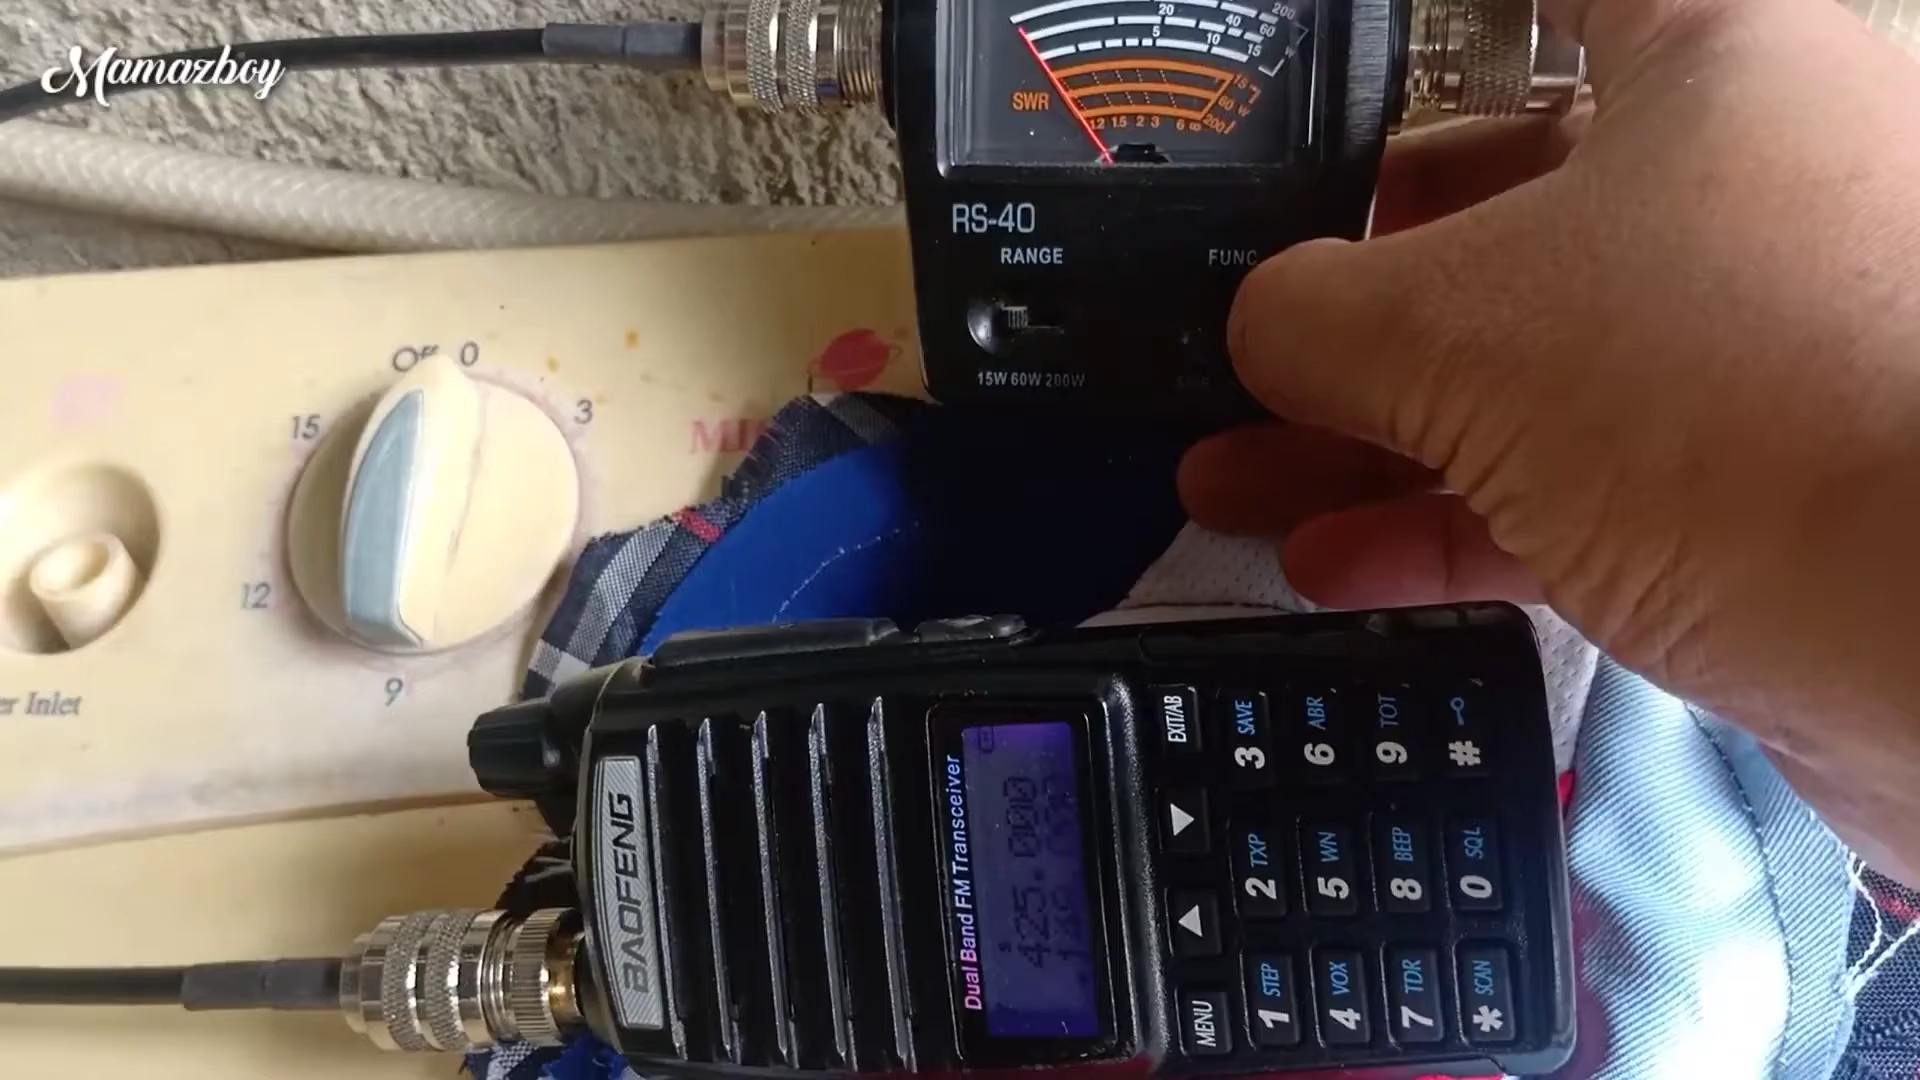 Mamazboy
200
20
40
60
5
10
15
W
SWR
15
60 W
200
1.2 1.5 2 3 6 ∞
RS-40
RANGE
FUNC
15W 60W 200W
Off 0
3
15
12
9
er Inlet
BAOFENG
Dual Band FM Transceiver
425.000
EXIT/AB
MENU
3 SAVE
2 TXP
1 STEP
6 ABR
5 WN
4 VOX
9 TOT
8 BEEP
7 TDR
#
0 SQL
* SCAN